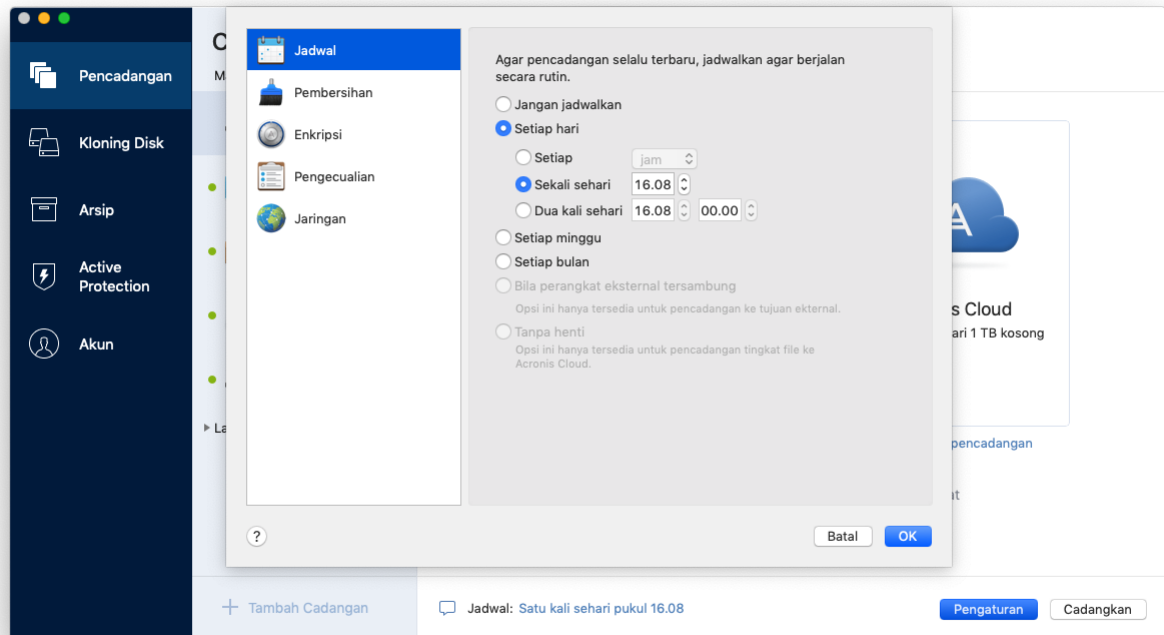 Pencadangan
Kloning Disk
Arsip
Active
Protection
Akun
Jadwal
Pembersihan
Enkripsi
Pengecualian
Jaringan
Agar pencadangan selalu terbaru, jadwalkan agar berjalan
secara rutin.
Jangan jadwalkan
Setiap hari
Setiap jam
Sekali sehari 16.08
Dua kali sehari 16.08 00.00
Setiap minggu
Setiap bulan
Bila perangkat eksternal tersambung
Opsi ini hanya tersedia untuk pencadangan ke tujuan ekternal.
Tanpa henti
Opsi ini hanya tersedia untuk pencadangan tingkat file ke
Acronis Cloud.
? Batal OK
s Cloud
ari 1 TB kosong
pencadangan
Tambah Cadangan
Jadwal: Satu kali sehari pukul 16.08
Pengaturan Cadangkan